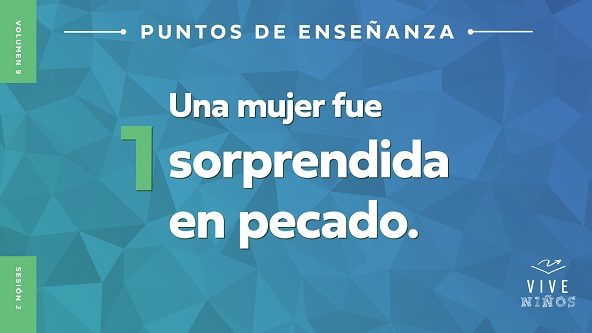 VOLUMEN 9
PUNTOS DE ENSEÑANZA
1
Una mujer fue
sorprendida
en pecado.
SESIÓN 2
VIVE
NIÑOS